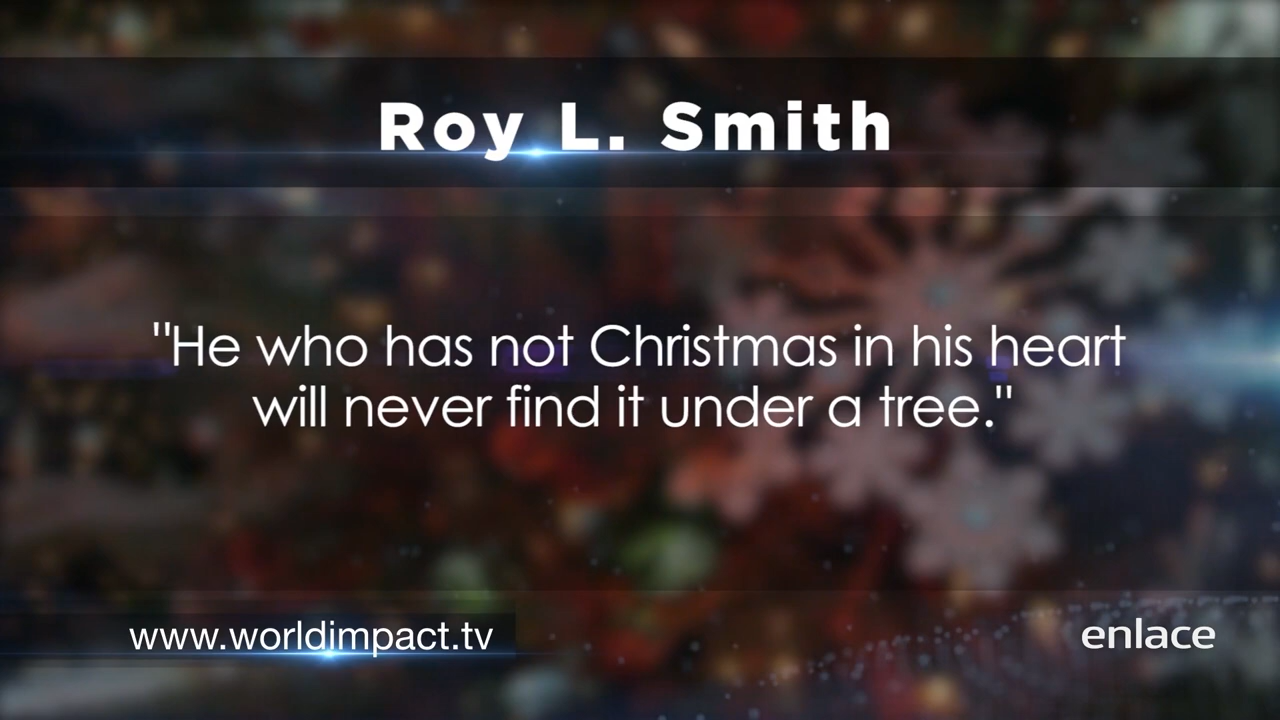 Roy L. Smith
"He who has not Christmas in his heart
will never find it under a tree."
www.worldimpact.tv
enlace